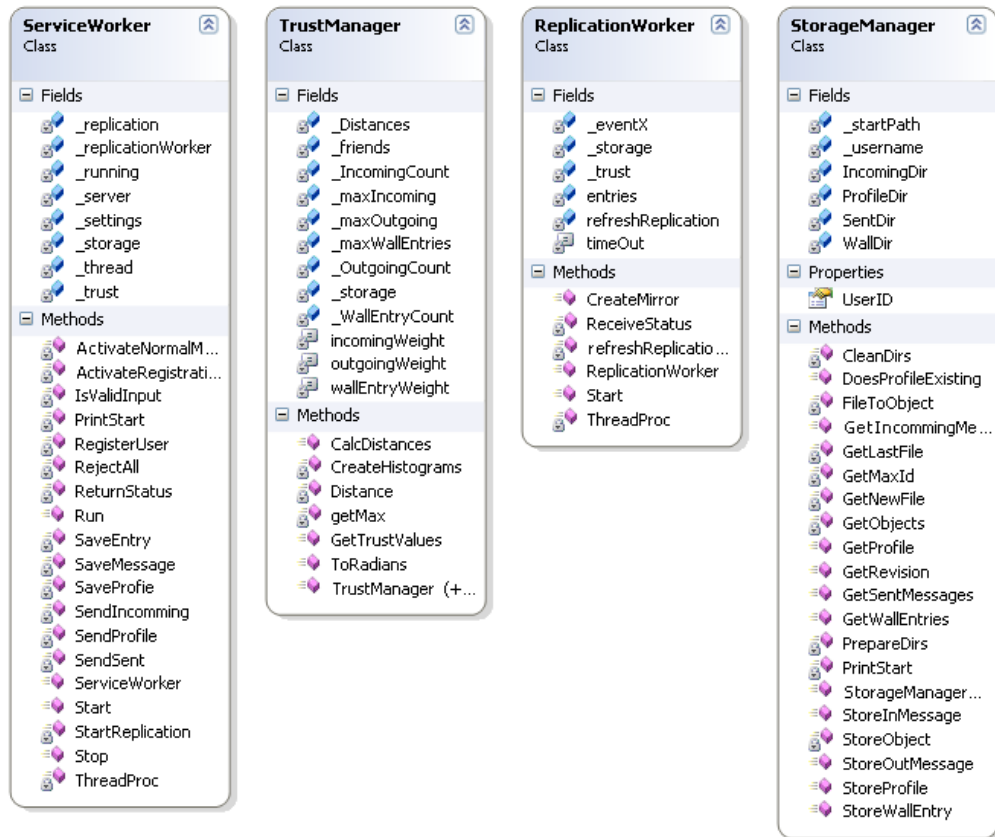 ServiceWorker
Class
Fields
_replication
_replicationWorker
_running
_server
_settings
_storage
_thread
_trust
Methods
ActivateNormalM...
ActivateRegistrati...
IsValidInput
PrintStart
RegisterUser
RejectAll
ReturnStatus
Run
SaveEntry
SaveMessage
SaveProfie
SendIncomming
SendProfile
SendSent
ServiceWorker
Start
StartReplication
Stop
ThreadProc
TrustManager
Class
Fields
_Distances
_friends
_IncomingCount
_maxIncoming
_maxOutgoing
_maxWallEntries
_OutgoingCount
_storage
_WallEntryCount
incomingWeight
outgoingWeight
wallEntryWeight
Methods
CalcDistances
CreateHistograms
Distance
getMax
GetTrustValues
ToRadians
TrustManager (+...
ReplicationWorker
Class
Fields
_eventX
_storage
_trust
entries
refreshReplication
timeOut
Methods
CreateMirror
ReceiveStatus
refreshReplicatio...
ReplicationWorker
Start
ThreadProc
StorageManager
Class
Fields
_startPath
_username
IncomingDir
ProfileDir
SentDir
WallDir
Properties
UserID
Methods
CleanDirs
DoesProfileExisting
FileToObject
GetIncommingMe...
GetLastFile
GetMaxId
GetNewFile
GetObjects
GetProfile
GetRevision
GetSentMessages
GetWallEntries
PrepareDirs
PrintStart
StorageManager...
StoreInMessage
StoreObject
StoreOutMessage
StoreProfile
StoreWallEntry